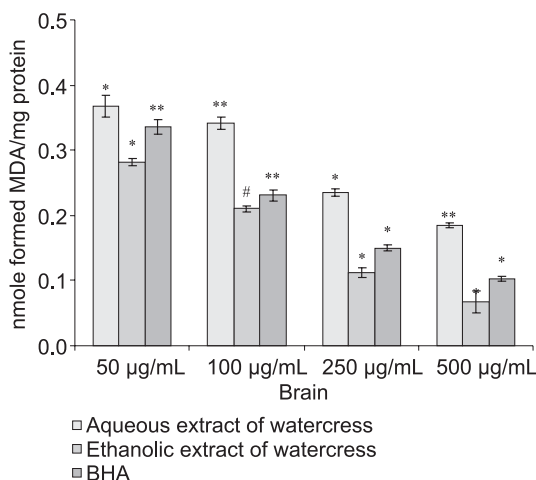 nmole formed MDA/mg protein
0.5
0.4
0.3
0.2
0.1
0.0
* * **
** # **
* * *
** * *
50 µg/mL 100 µg/mL 250 µg/mL 500 µg/mL
Brain
Aqueous extract of watercress
Ethanolic extract of watercress
BHA